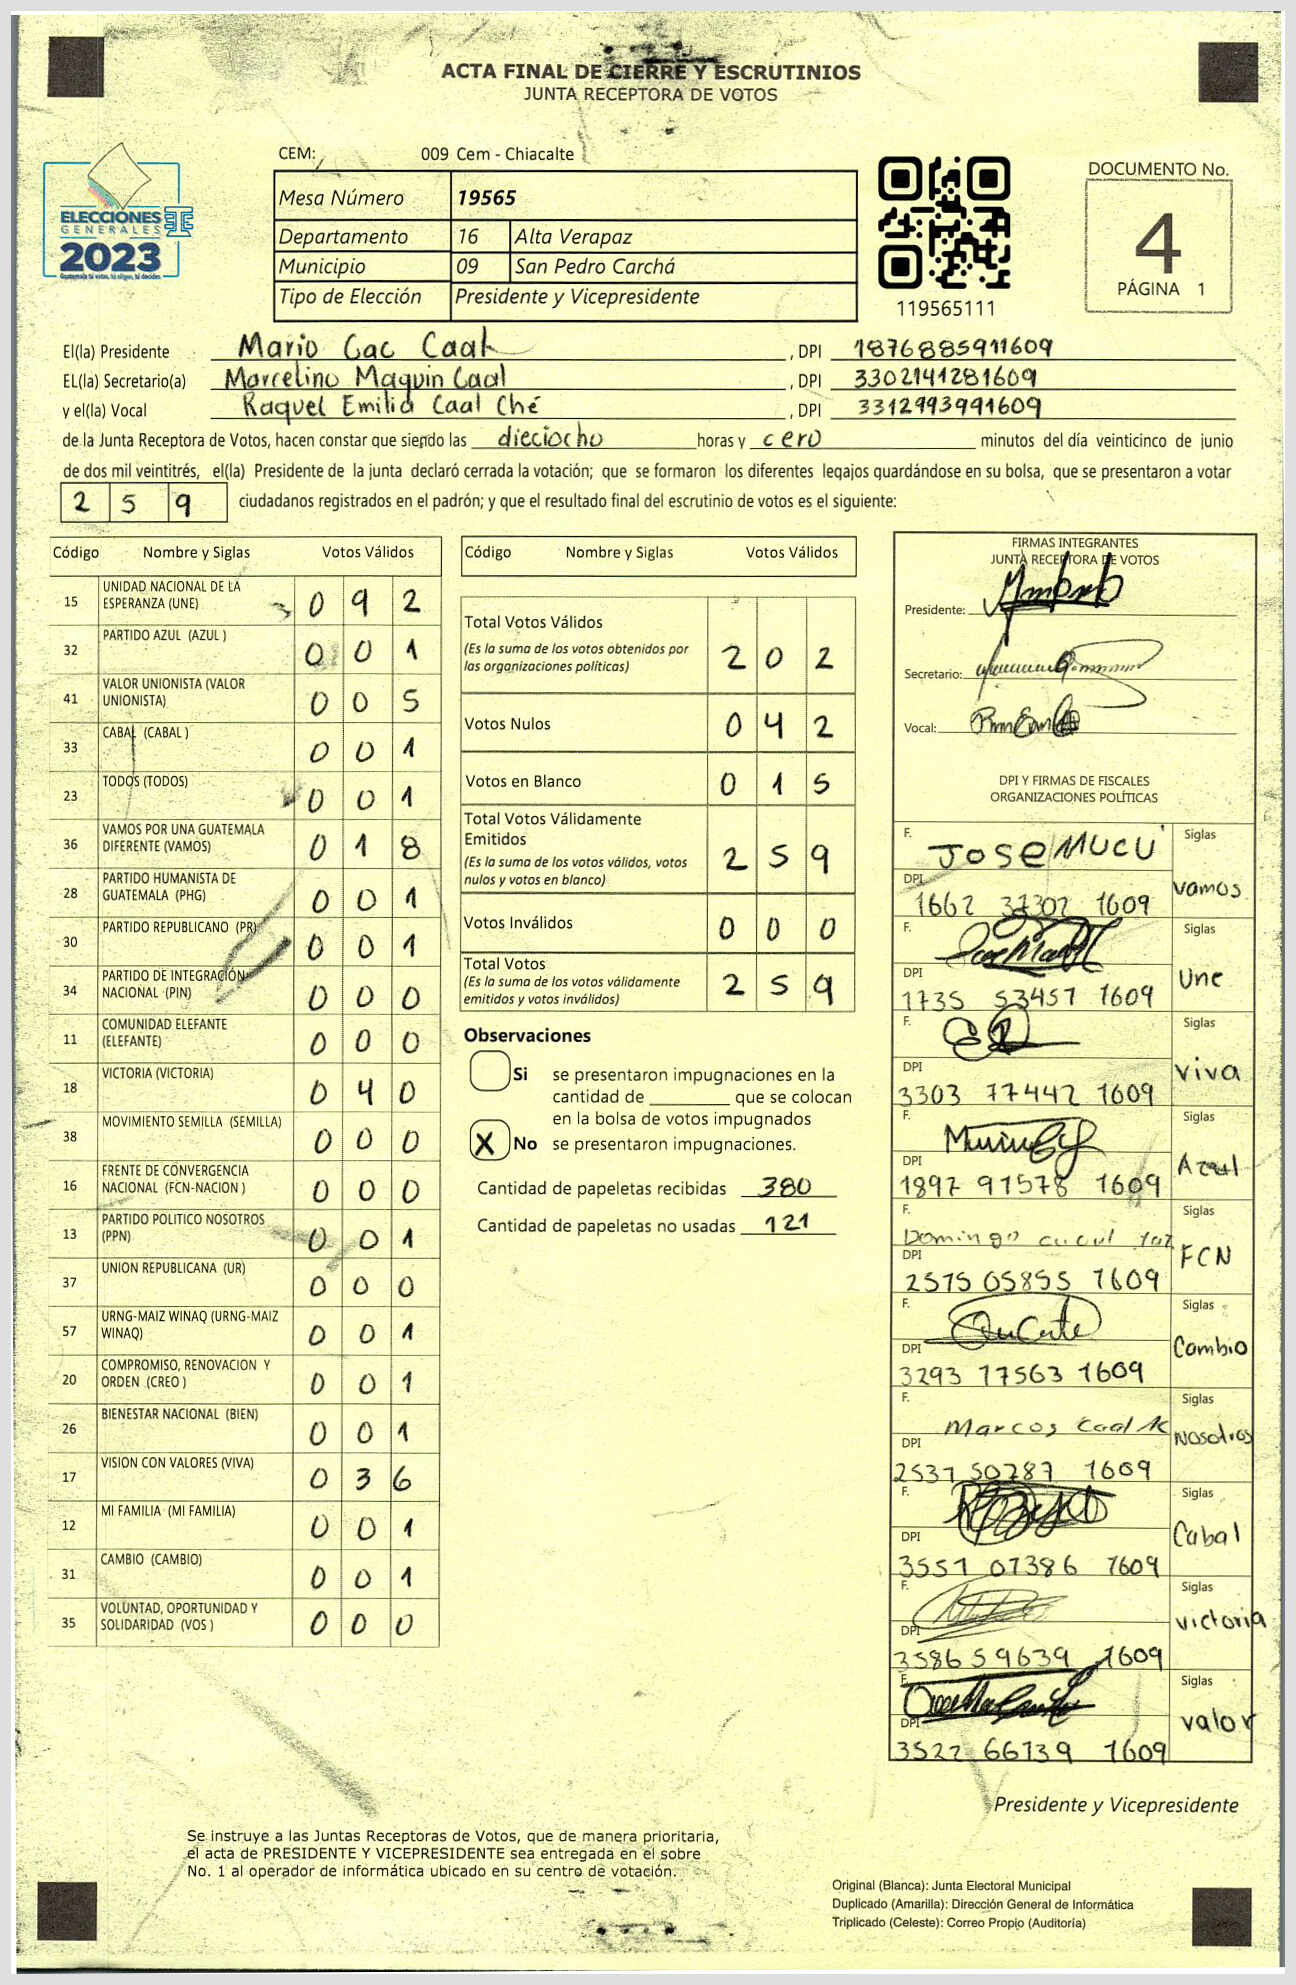 ACTA FINAL DE CIERRE Y ESCRUTINIOS
JUNTA RECEPTORA DE VOTOS
CEM: 009 Cem - Chiacalte
ELECCIONES
GENERALES
2023
Guatemala tú votas, tú eliges, tú decides
Mesa Número 19565
Departamento 16 Alta Verapaz
Municipio 09 San Pedro Carchá
Tipo de Elección Presidente y Vicepresidente
119565111
DOCUMENTO No.
4
PÁGINA 1
El(la) Presidente Mario Cac Caal , DPI 1876885911609
EL(la) Secretario(a) Marcelino Maquin Caal , DPI 3302141281609
y el(la) Vocal Raquel Emilia Caal Ché , DPI 3312993991609
de la Junta Receptora de Votos, hacen constar que siendo las dieciocho horas y cero minutos del día veinticinco de junio
de dos mil veintitrés, el(la) Presidente de la junta declaró cerrada la votación; que se formaron los diferentes legajos guardándose en su bolsa, que se presentaron a votar
2 5 9 ciudadanos registrados en el padrón; y que el resultado final del escrutinio de votos es el siguiente:
Código Nombre y Siglas Votos Válidos
15 UNIDAD NACIONAL DE LA ESPERANZA (UNE) 0 9 2
32 PARTIDO AZUL (AZUL ) 0 0 1
41 VALOR UNIONISTA (VALOR UNIONISTA) 0 0 5
33 CABAL (CABAL ) 0 0 1
23 TODOS (TODOS) 0 0 1
36 VAMOS POR UNA GUATEMALA DIFERENTE (VAMOS) 0 1 8
28 PARTIDO HUMANISTA DE GUATEMALA (PHG) 0 0 1
30 PARTIDO REPUBLICANO (PR) 0 0 1
34 PARTIDO DE INTEGRACIÓN NACIONAL (PIN) 0 0 0
11 COMUNIDAD ELEFANTE (ELEFANTE) 0 0 0
18 VICTORIA (VICTORIA) 0 4 0
38 MOVIMIENTO SEMILLA (SEMILLA) 0 0 0
16 FRENTE DE CONVERGENCIA NACIONAL (FCN-NACION ) 0 0 0
13 PARTIDO POLITICO NOSOTROS (PPN) 0 0 1
37 UNION REPUBLICANA (UR) 0 0 0
57 URNG-MAIZ WINAQ (URNG-MAIZ WINAQ) 0 0 1
20 COMPROMISO, RENOVACION Y ORDEN (CREO ) 0 0 1
26 BIENESTAR NACIONAL (BIEN) 0 0 1
17 VISION CON VALORES (VIVA) 0 3 6
12 MI FAMILIA (MI FAMILIA) 0 0 1
31 CAMBIO (CAMBIO) 0 0 1
35 VOLUNTAD, OPORTUNIDAD Y SOLIDARIDAD (VOS ) 0 0 0
Código Nombre y Siglas Votos Válidos
Total Votos Válidos
(Es la suma de los votos obtenidos por
las organizaciones políticas) 2 0 2
Votos Nulos 0 4 2
Votos en Blanco 0 1 5
Total Votos Válidamente
Emitidos
(Es la suma de los votos válidos, votos
nulos y votos en blanco) 2 5 9
Votos Inválidos 0 0 0
Total Votos
(Es la suma de los votos válidamente
emitidos y votos inválidos) 2 5 9
Observaciones
Si se presentaron impugnaciones en la
cantidad de ________ que se colocan
en la bolsa de votos impugnados
X No se presentaron impugnaciones.
Cantidad de papeletas recibidas 380
Cantidad de papeletas no usadas 121
FIRMAS INTEGRANTES
JUNTA RECEPTORA DE VOTOS
Presidente:
Secretario:
Vocal:
DPI Y FIRMAS DE FISCALES
ORGANIZACIONES POLÍTICAS
F. JOSE MUCÚ Siglas
DPI 1662 37302 1609 vamos
F. Siglas
DPI 1735 53457 1609 Une
F. Siglas
DPI 3303 77442 1609 viva
F. Siglas
DPI 1897 91578 1609 Azul
F. Domingo cucul Siglas
DPI 2575 05855 1609 FCN
F. Siglas
DPI 3293 77563 1609 Cambio
F. Marcos Caal Siglas
DPI 2537 50787 1609 Nosotros
F. Siglas
DPI 3551 07386 1609 Cabal
F. Siglas
DPI 3586 59639 1609 victoria
F. Siglas
DPI 3522 66739 1609 valor
Presidente y Vicepresidente
Se instruye a las Juntas Receptoras de Votos, que de manera prioritaria,
el acta de PRESIDENTE Y VICEPRESIDENTE sea entregada en el sobre
No. 1 al operador de informática ubicado en su centro de votación.
Original (Blanca): Junta Electoral Municipal
Duplicado (Amarilla): Dirección General de Informática
Triplicado (Celeste): Correo Propio (Auditoría)